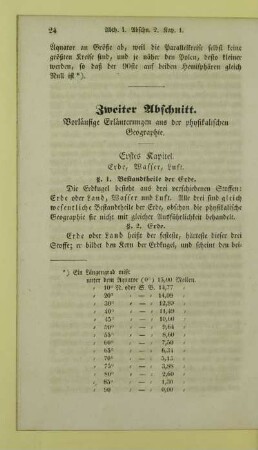 24 Abth. 1. Abschn. 2. Kap. 1.
Äquator an Größe ab, weil die Parallelkreise selbst keine
größten Kreise sind, und je näher den Polen, desto kleiner
werden, so daß der 90ste auf beiden Hemisphären gleich
Null ist*).
Zweiter Abschnitt.
Vorläufige Erläuterungen aus der physikalischen
Geographie.
Erstes Kapitel.
Erde, Wasser, Luft.
§. 1. Bestandtheile der Erde.
Die Erdkugel besteht aus drei verschiedenen Stoffen:
Erde oder Land, Wasser und Luft. Alle drei sind gleich
wesentliche Bestandtheile der Erde, obschon die physikalische
Geographie sie nicht mit gleicher Ausführlichkeit behandelt.
§. 2. Erde.
Erde oder Land heißt der festeste, härteste dieser drei
Stoffe; er bildet den Kern der Erdkugel, und scheint den bei-
*) Ein Längengrad mißt
unter dem Äquator (0°) 15,00 Meilen.
" 10° N. oder S. B. 14,77
" 20° " — " 14,09
" 30° " — " 12,99
" 40° " — " 11,49
" 45° " — " 10,60
" 50° " — " 9,64
" 55° " — " 8,60
" 60° " — " 7,50
" 65° " — " 6,34
" 70° " — " 5,13
" 75° " — " 3,88
" 80° " — " 2,60
" 85° " — " 1,30
" 90 " — " 0,00 "